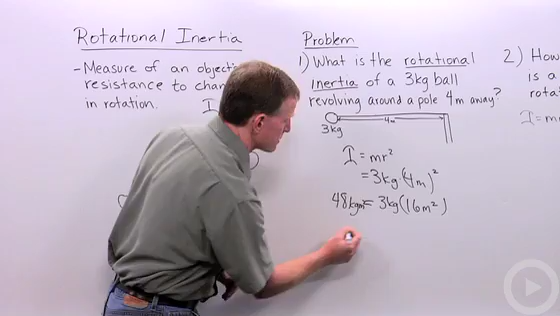 Rotational Inertia
-Measure of an object
resistance to chan
in rotation.
I
Problem
1) What is the rotational
inertia of a 3kg ball
revolving around a pole 4m away?
4m
3kg
I = mr²
= 3kg·(4m)²
48kgm² = 3kg(16m²)
2) How
is a
rota
I=m